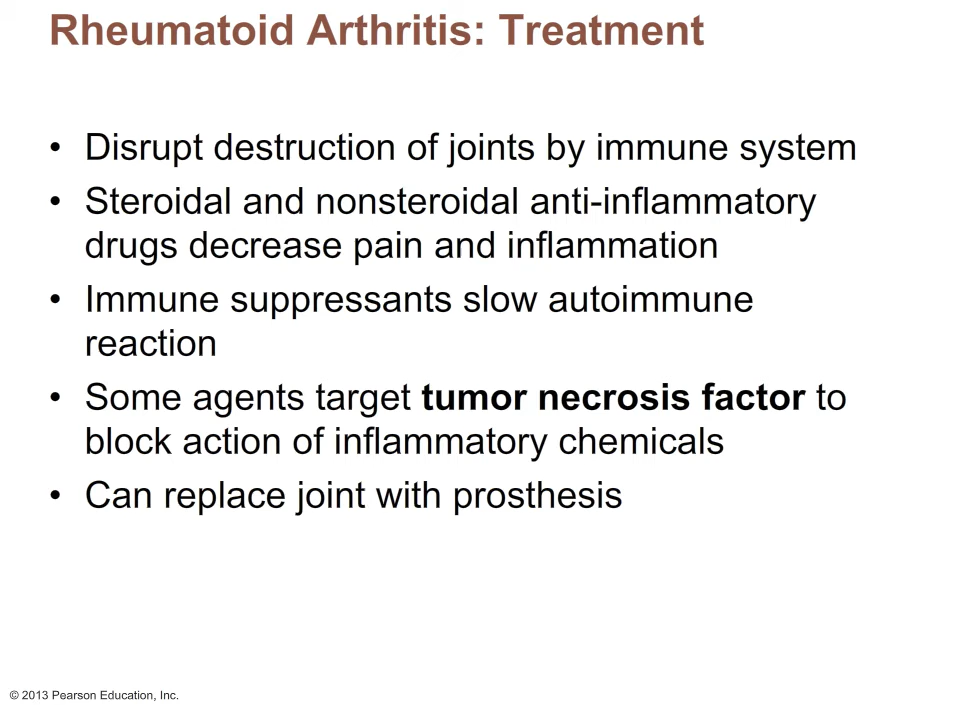 Rheumatoid Arthritis: Treatment
• Disrupt destruction of joints by immune system
• Steroidal and nonsteroidal anti-inflammatory
drugs decrease pain and inflammation
• Immune suppressants slow autoimmune
reaction
• Some agents target tumor necrosis factor to
block action of inflammatory chemicals
• Can replace joint with prosthesis
© 2013 Pearson Education, Inc.